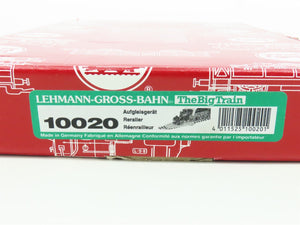 LEHMANN-GROSS-BAHN The Big Train
10020
Aufgleisgerät
Rerailer
Réenrailleur
Made in Germany Fabriqué en Allemagne Conformité aux normes garantie par l'importateur
4 011525 100201